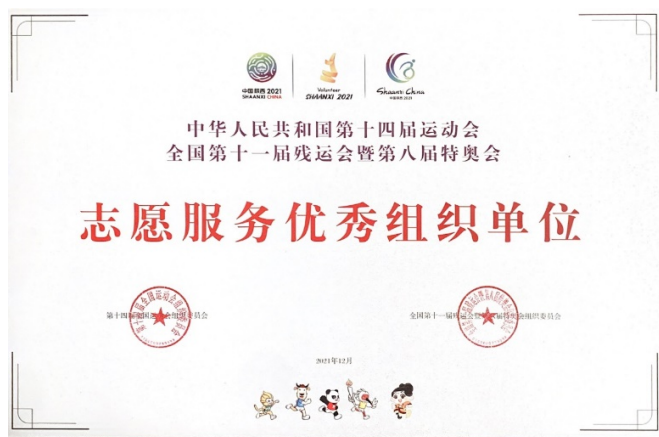 中国陕西 2021
SHAANXI CHINA
Volunteer
SHAANXI 2021
Shaanxi China
中国陕西 2021
中华人民共和国第十四届运动会
全国第十一届残运会暨第八届特奥会
志愿服务优秀组织单位
第十四届全国运动会组织委员会
全国第十一届残运会暨第八届特奥会组织委员会
2021年12月